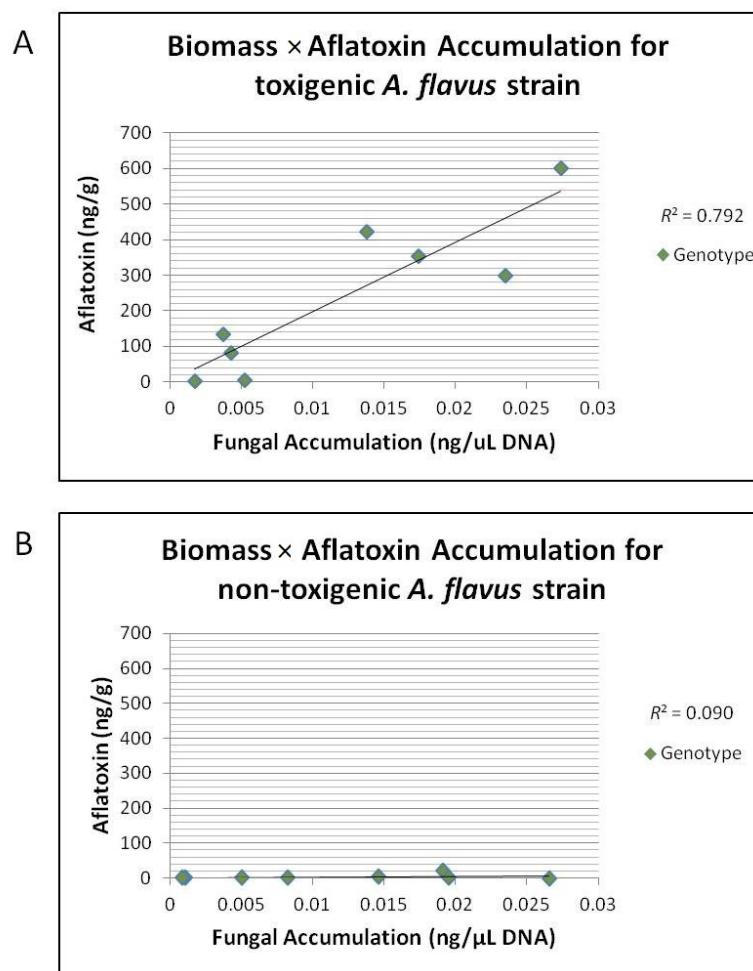 A
Biomass × Aflatoxin Accumulation for
toxigenic A. flavus strain
700
600
500
400
300
200
100
0
Aflatoxin (ng/g)
0 0.005 0.01 0.015 0.02 0.025 0.03
Fungal Accumulation (ng/uL DNA)
R² = 0.792
Genotype
B
Biomass × Aflatoxin Accumulation for
non-toxigenic A. flavus strain
700
600
500
400
300
200
100
0
Aflatoxin (ng/g)
0 0.005 0.01 0.015 0.02 0.025 0.03
Fungal Accumulation (ng/µL DNA)
R² = 0.090
Genotype